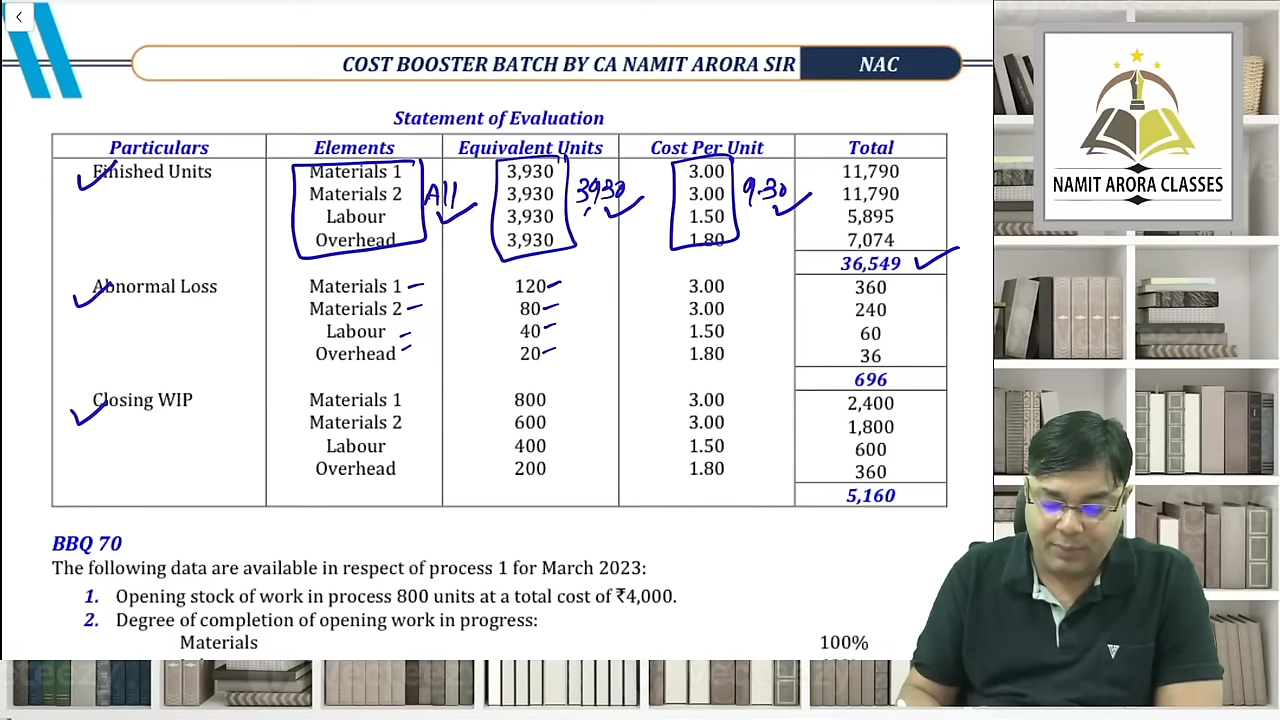 COST BOOSTER BATCH BY CA NAMIT ARORA SIR NAC
Statement of Evaluation
Particulars Elements Equivalent Units Cost Per Unit Total
Finished Units Materials 1 3,930 3.00 11,790
Materials 2 3,930 3.00 11,790
Labour 3,930 1.50 5,895
Overhead 3,930 1.80 7,074
All 3930 9.30
36,549
Abnormal Loss Materials 1 120 3.00 360
Materials 2 80 3.00 240
Labour 40 1.50 60
Overhead 20 1.80 36
696
Closing WIP Materials 1 800 3.00 2,400
Materials 2 600 3.00 1,800
Labour 400 1.50 600
Overhead 200 1.80 360
5,160
BBQ 70
The following data are available in respect of process 1 for March 2023:
1. Opening stock of work in process 800 units at a total cost of ₹4,000.
2. Degree of completion of opening work in progress:
Materials 100%
NAMIT ARORA CLASSES